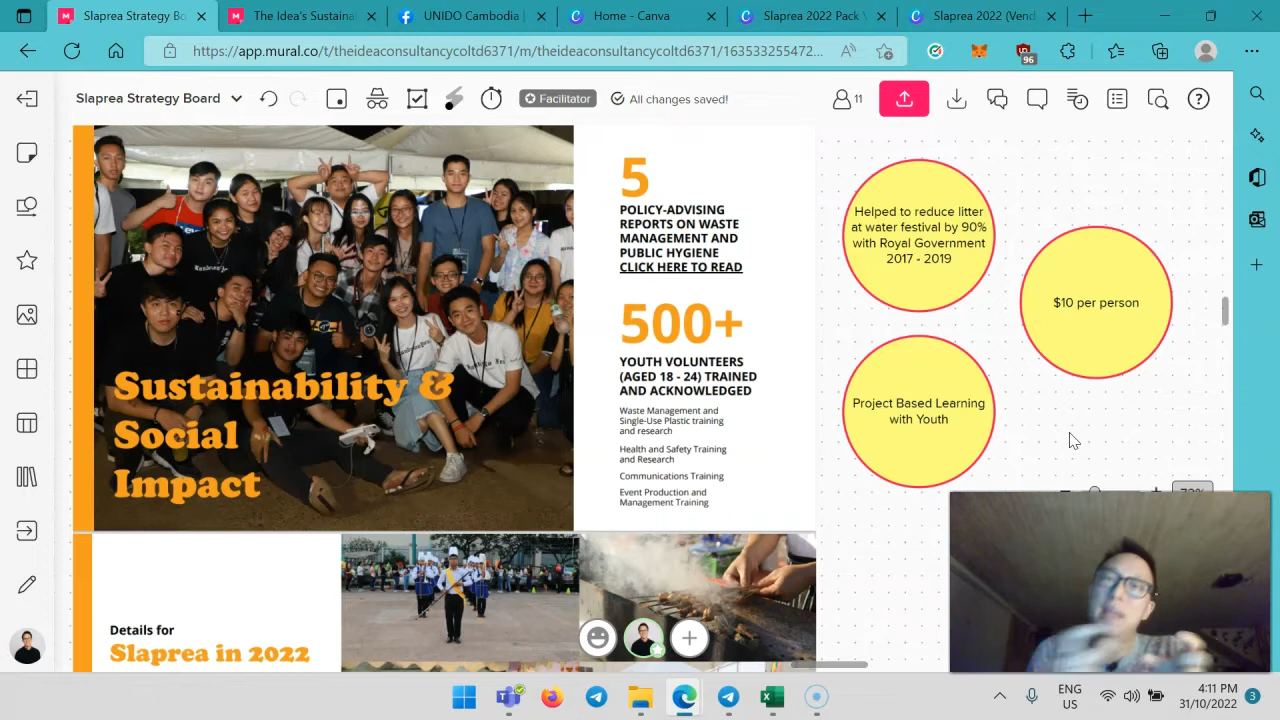 Slaprea Strategy Bo
The Idea's Sustaina
UNIDO Cambodia |
Home - Canva
Slaprea 2022 Pack
Slaprea 2022 (Vend
https://app.mural.co/t/theideaconsultancycoltd6371/m/theideaconsultancycoltd6371/163533255472...
96
Slaprea Strategy Board
Facilitator
All changes saved!
11
5
POLICY-ADVISING
REPORTS ON WASTE
MANAGEMENT AND
PUBLIC HYGIENE
CLICK HERE TO READ
500+
YOUTH VOLUNTEERS
(AGED 18 - 24) TRAINED
AND ACKNOWLEDGED
Waste Management and
Single-Use Plastic training
and research
Health and Safety Training
and Research
Communications Training
Event Production and
Management Training
Sustainability &
Social
Impact
Helped to reduce litter
at water festival by 90%
with Royal Government
2017 - 2019
$10 per person
Project Based Learning
with Youth
Details for
Slaprea in 2022
ENG
US
4:11 PM
31/10/2022
3